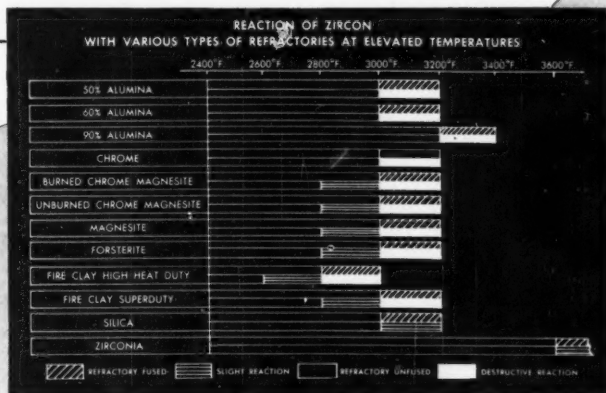 REACTION OF ZIRCON
WITH VARIOUS TYPES OF REFRACTORIES AT ELEVATED TEMPERATURES
2400°F 2600°F 2800°F 3000°F 3200°F 3400°F 3600°F
50% ALUMINA
60% ALUMINA
90% ALUMINA
CHROME
BURNED CHROME MAGNESITE
UNBURNED CHROME MAGNESITE
MAGNESITE
FORSTERITE
FIRE CLAY HIGH HEAT DUTY
FIRE CLAY SUPERDUTY
SILICA
ZIRCONIA
REFRACTORY FUSED SLIGHT REACTION REFRACTORY UNFUSED DESTRUCTIVE REACTION